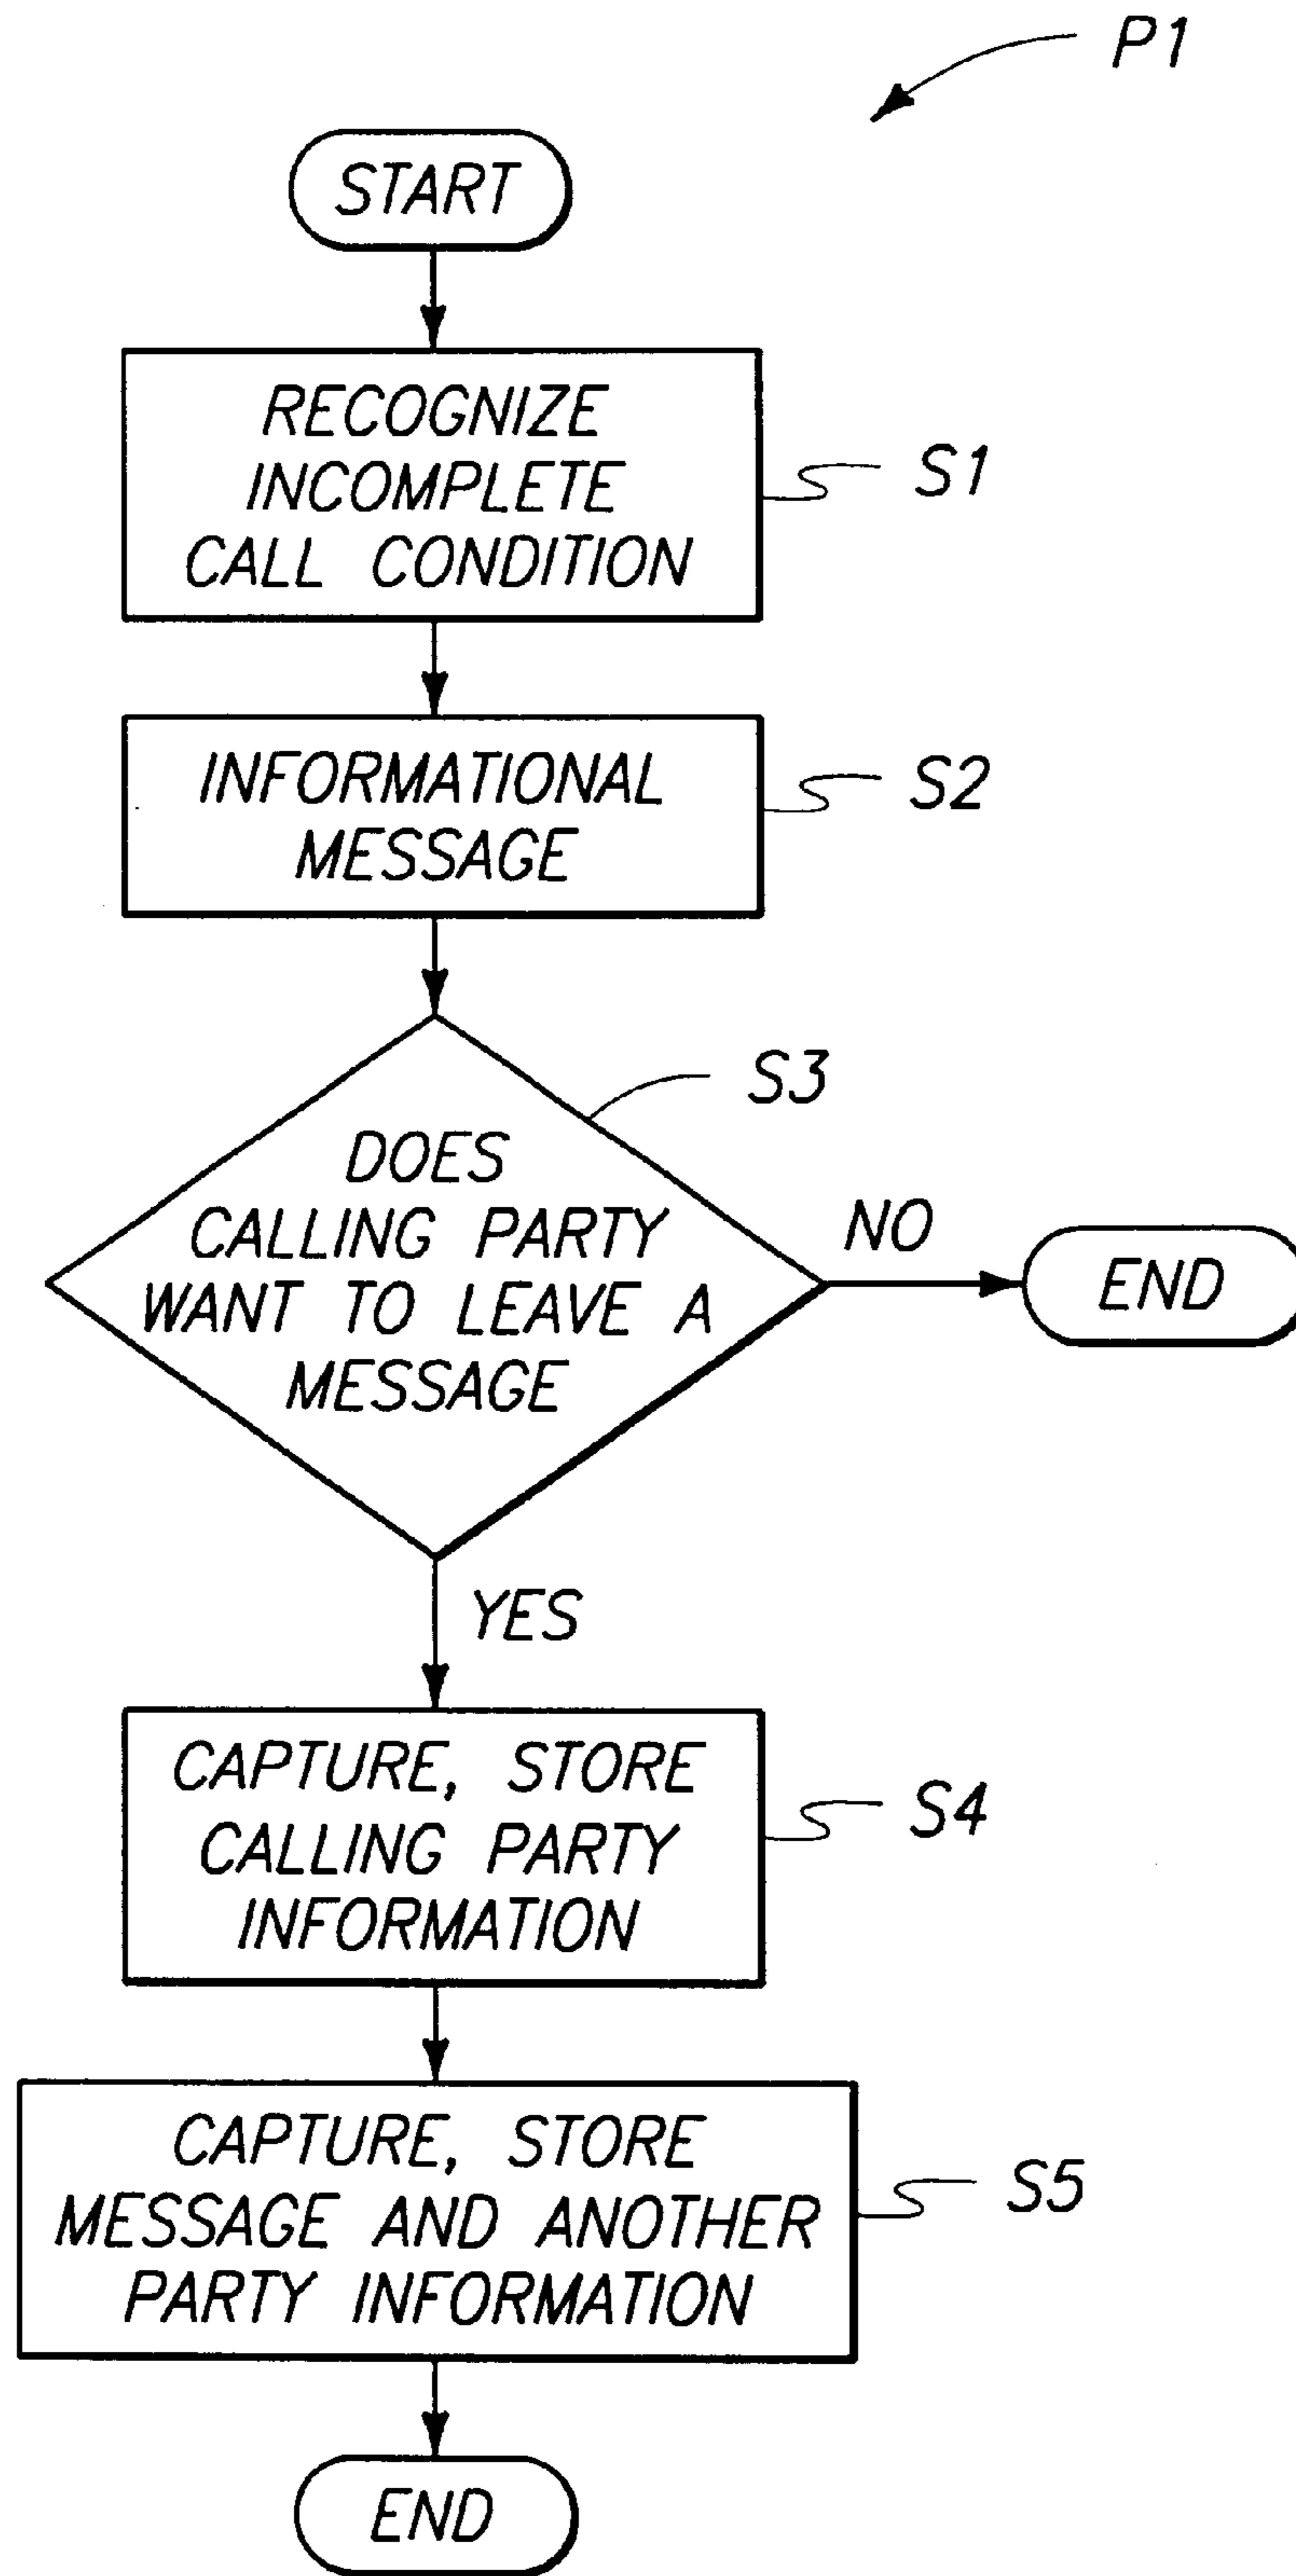 P1
START
RECOGNIZE
INCOMPLETE
CALL CONDITION
S1
INFORMATIONAL
MESSAGE
S2
S3
DOES
CALLING PARTY
WANT TO LEAVE A
MESSAGE
NO
END
YES
CAPTURE, STORE
CALLING PARTY
INFORMATION
S4
CAPTURE, STORE
MESSAGE AND ANOTHER
PARTY INFORMATION
S5
END